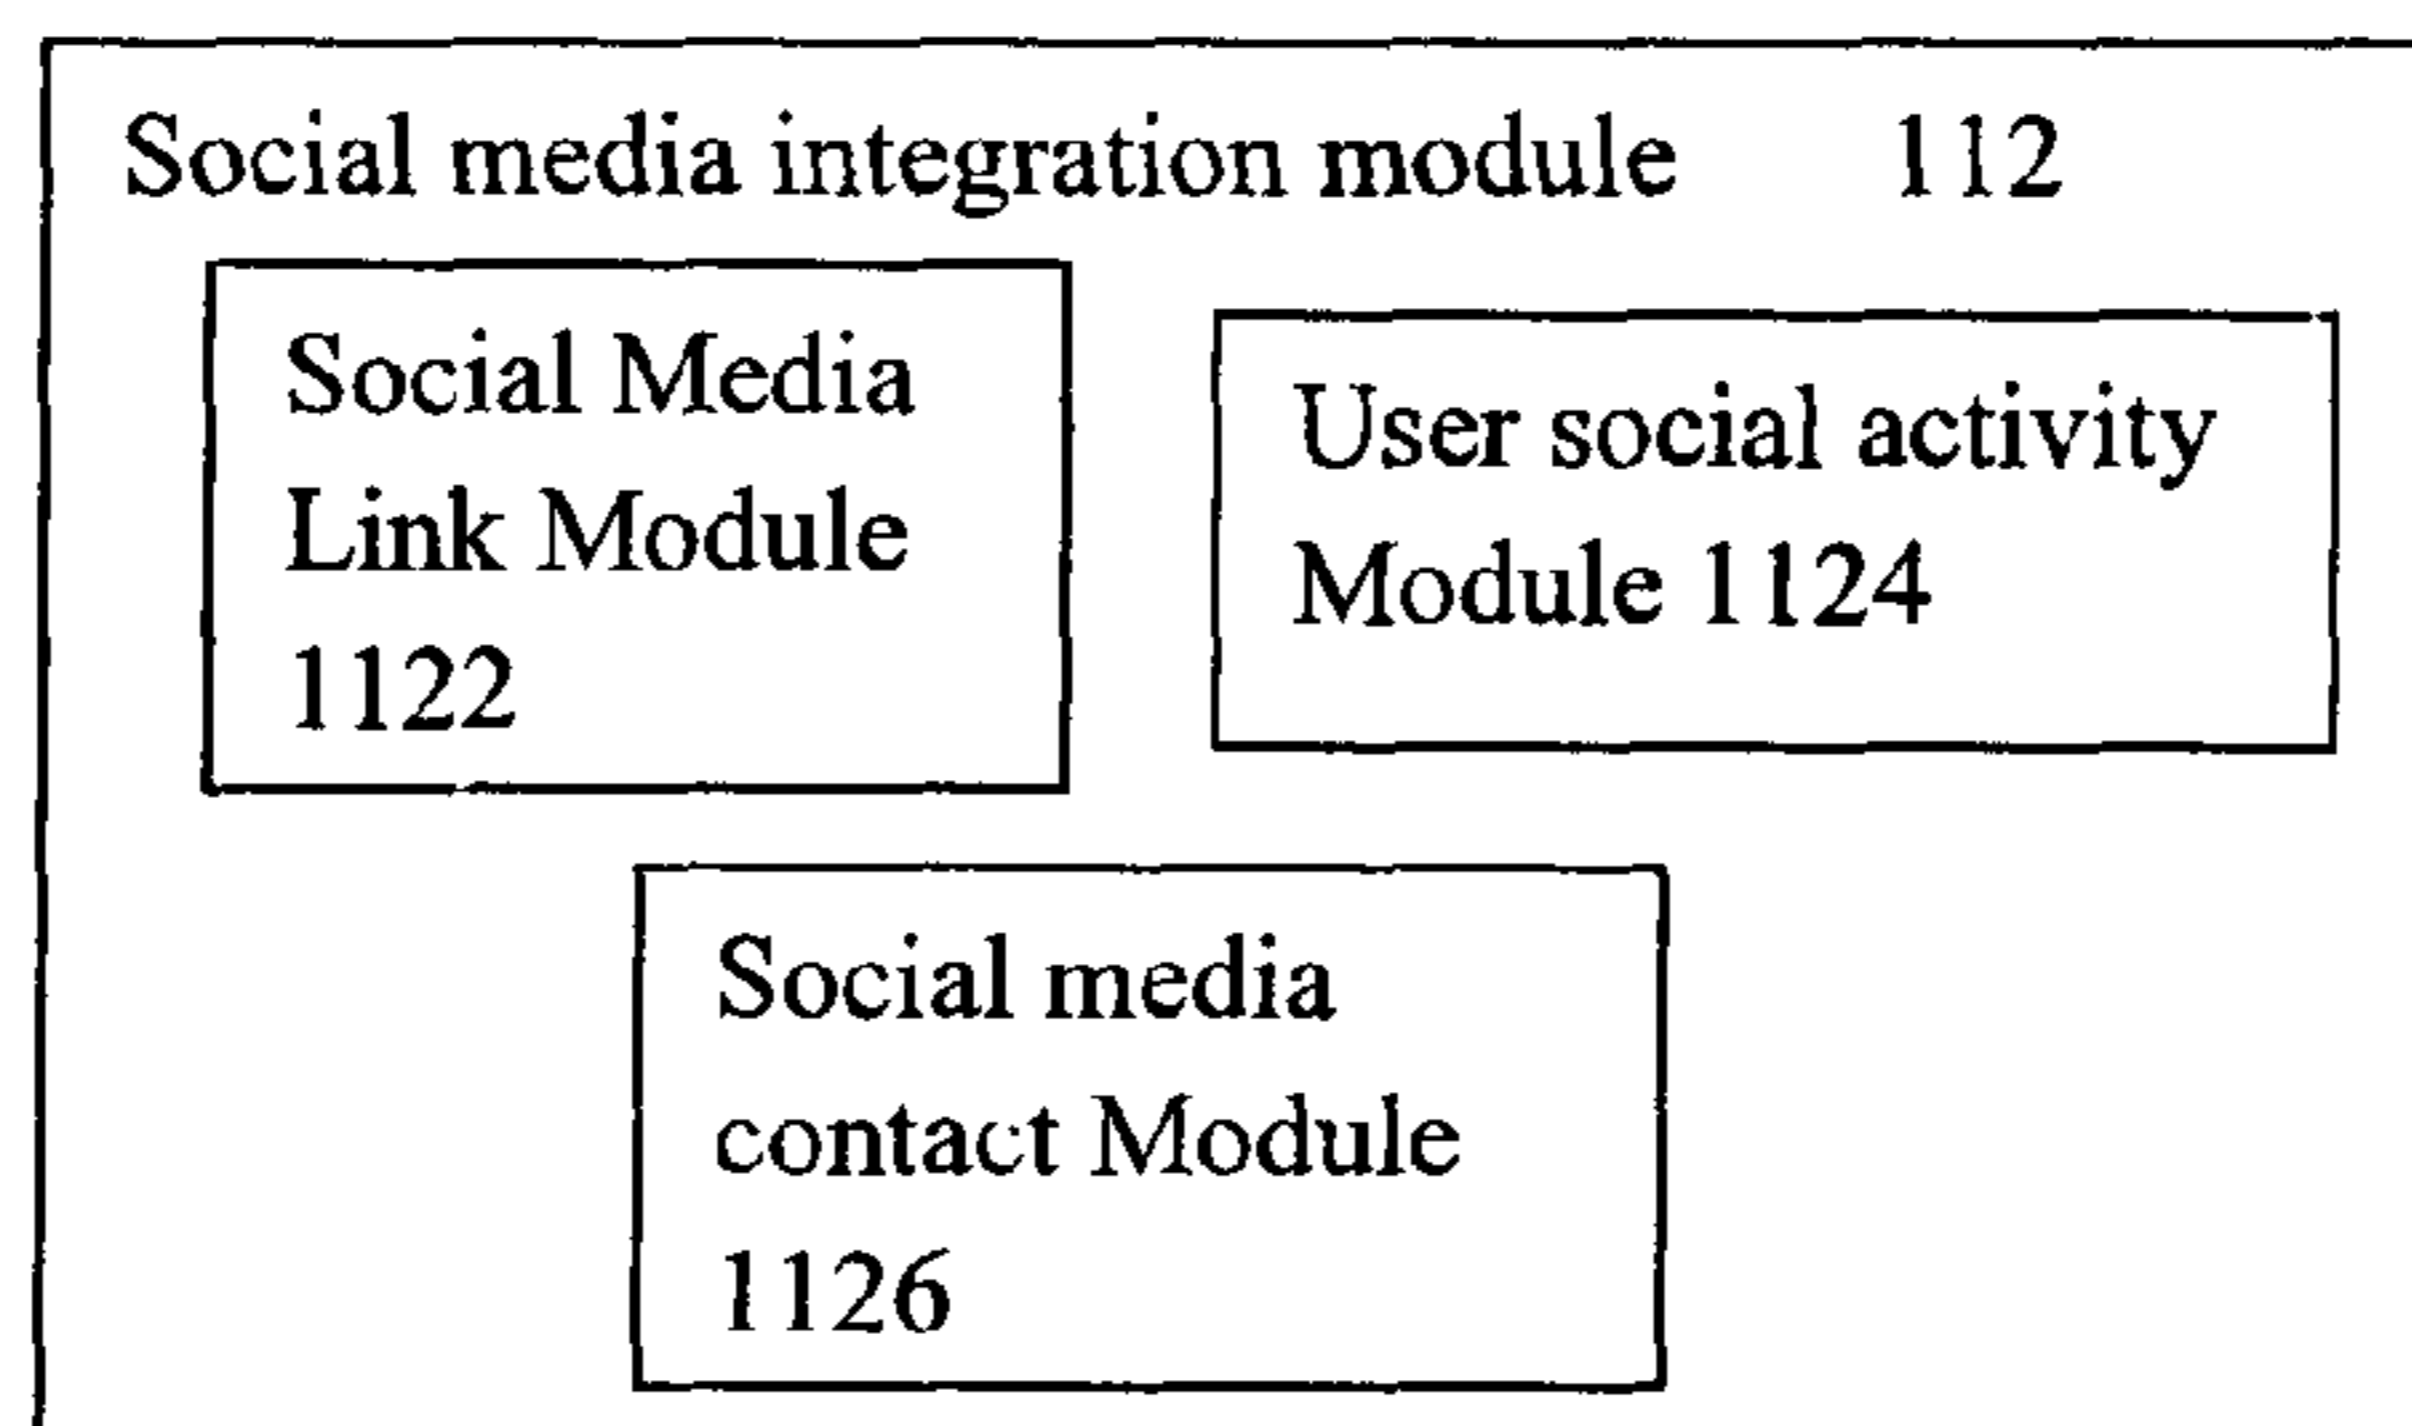 Social media integration module 112
Social Media
Link Module
1122
User social activity
Module 1124
Social media
contact Module
1126